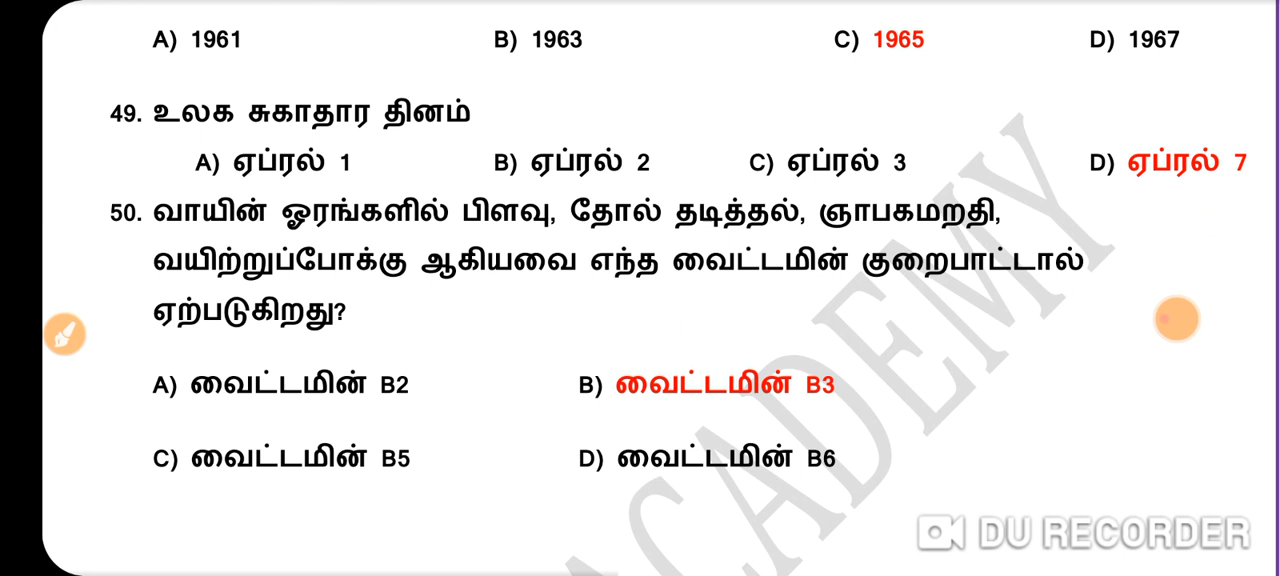 A) 1961 B) 1963 C) 1965 D) 1967
49. உலக சுகாதார தினம்
A) ஏப்ரல் 1 B) ஏப்ரல் 2 C) ஏப்ரல் 3 D) ஏப்ரல் 7
50. வாயின் ஓரங்களில் பிளவு, தோல் தடித்தல், ஞாபகமறதி,
வயிற்றுப்போக்கு ஆகியவை எந்த வைட்டமின் குறைபாட்டால்
ஏற்படுகிறது?
A) வைட்டமின் B2 B) வைட்டமின் B3
C) வைட்டமின் B5 D) வைட்டமின் B6
ACADEMY
DU RECORDER